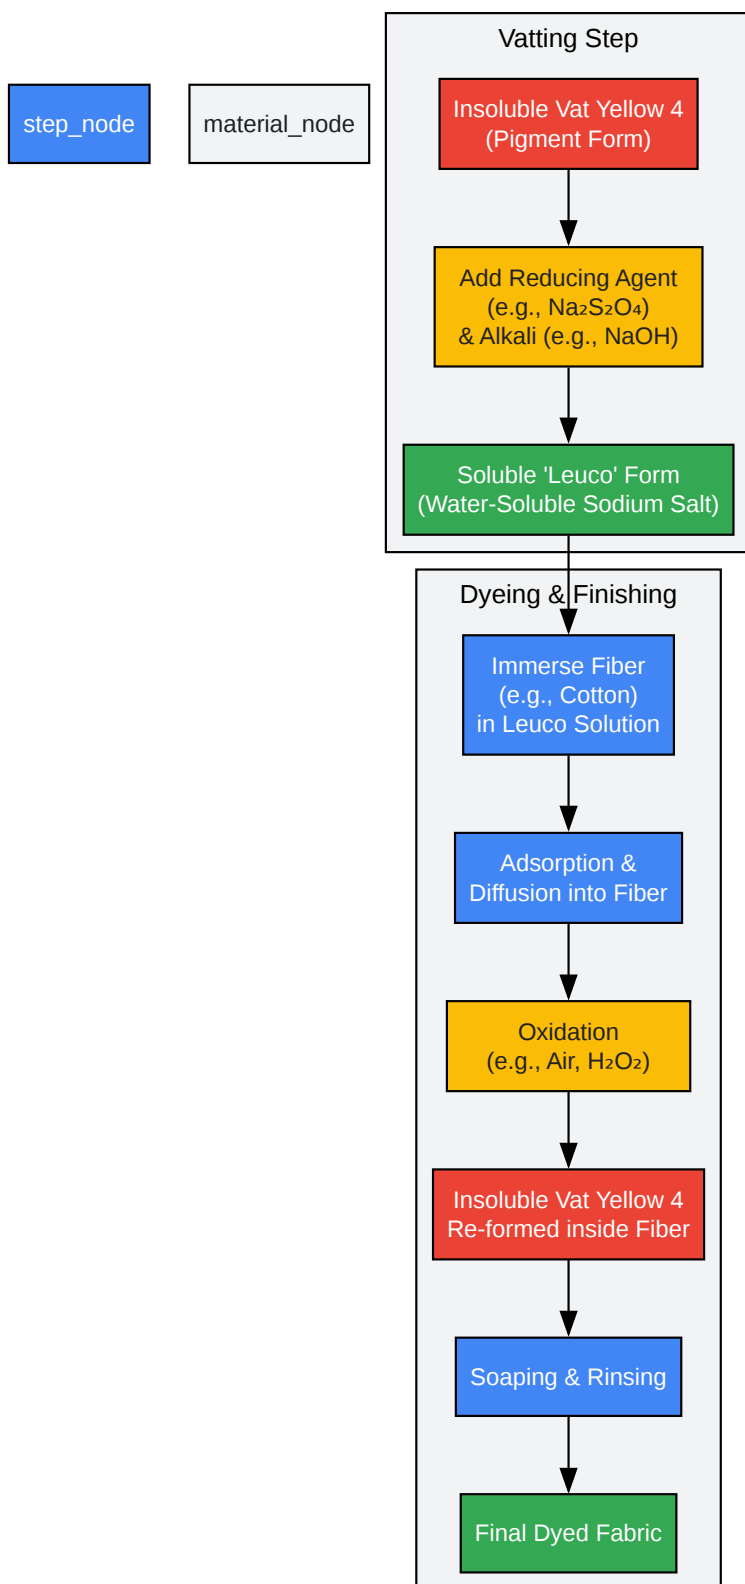 Vatting Step
step_node
material_node
Insoluble Vat Yellow 4
(Pigment Form)
Add Reducing Agent
(e.g., Na₂S₂O₄)
& Alkali (e.g., NaOH)
Soluble 'Leuco' Form
(Water-Soluble Sodium Salt)
Dyeing & Finishing
Immerse Fiber
(e.g., Cotton)
in Leuco Solution
Adsorption &
Diffusion into Fiber
Oxidation
(e.g., Air, H₂O₂)
Insoluble Vat Yellow 4
Re-formed inside Fiber
Soaping & Rinsing
Final Dyed Fabric